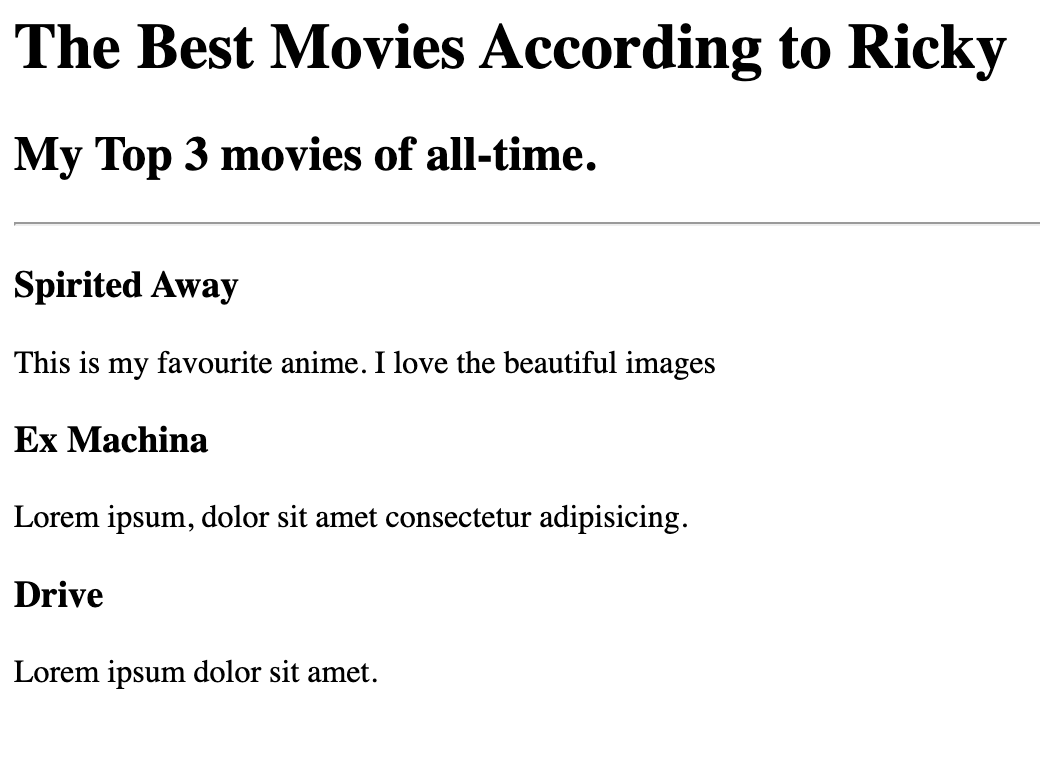 The Best Movies According to Ricky
My Top 3 movies of all-time.
Spirited Away
This is my favourite anime. I love the beautiful images
Ex Machina
Lorem ipsum, dolor sit amet consectetur adipisicing.
Drive
Lorem ipsum dolor sit amet.